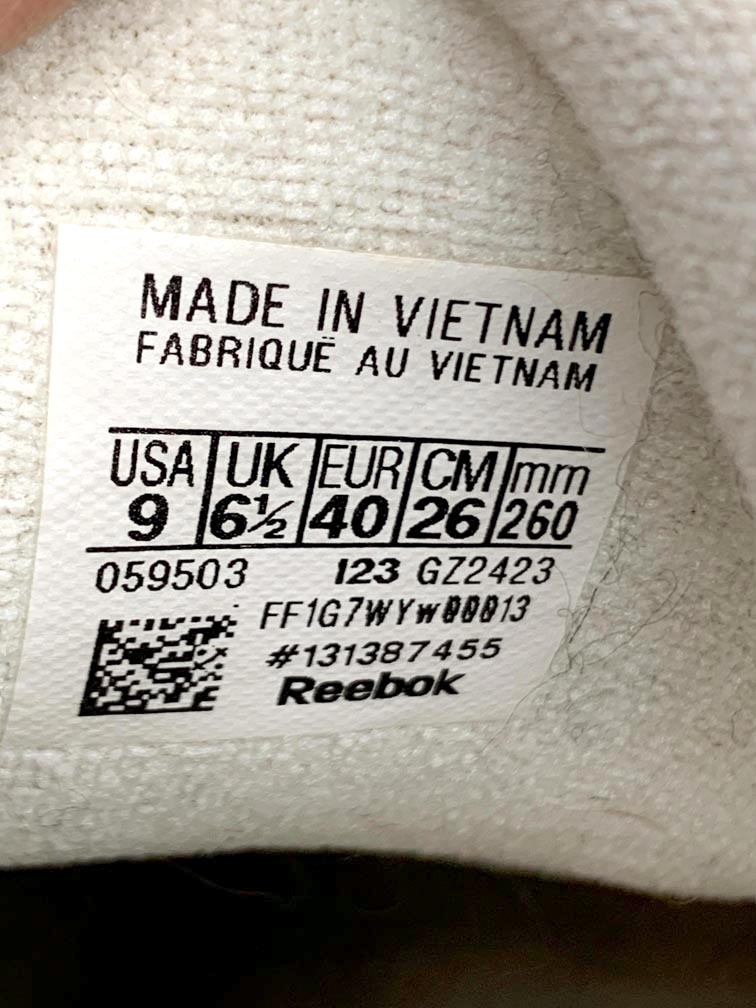 MADE IN VIETNAM
FABRIQUÉ AU VIETNAM
USA UK EUR CM mm
9 6½ 40 26 260
059503 123 GZ2423
FF1G7WYw00013
#131387455
Reebok